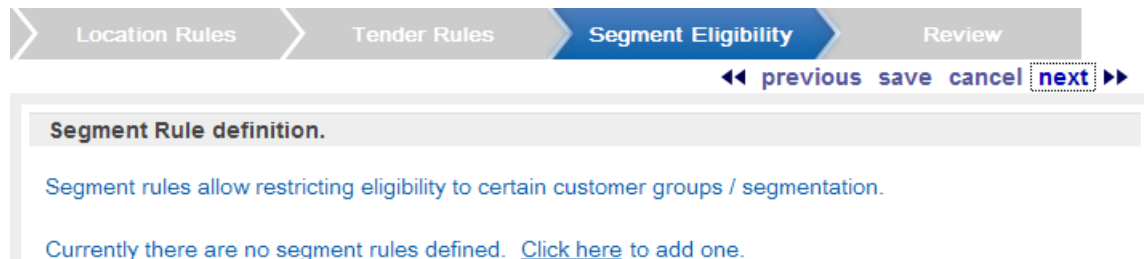 Location Rules Tender Rules Segment Eligibility Review
previous save cancel next
Segment Rule definition.
Segment rules allow restricting eligibility to certain customer groups / segmentation.
Currently there are no segment rules defined. Click here to add one.